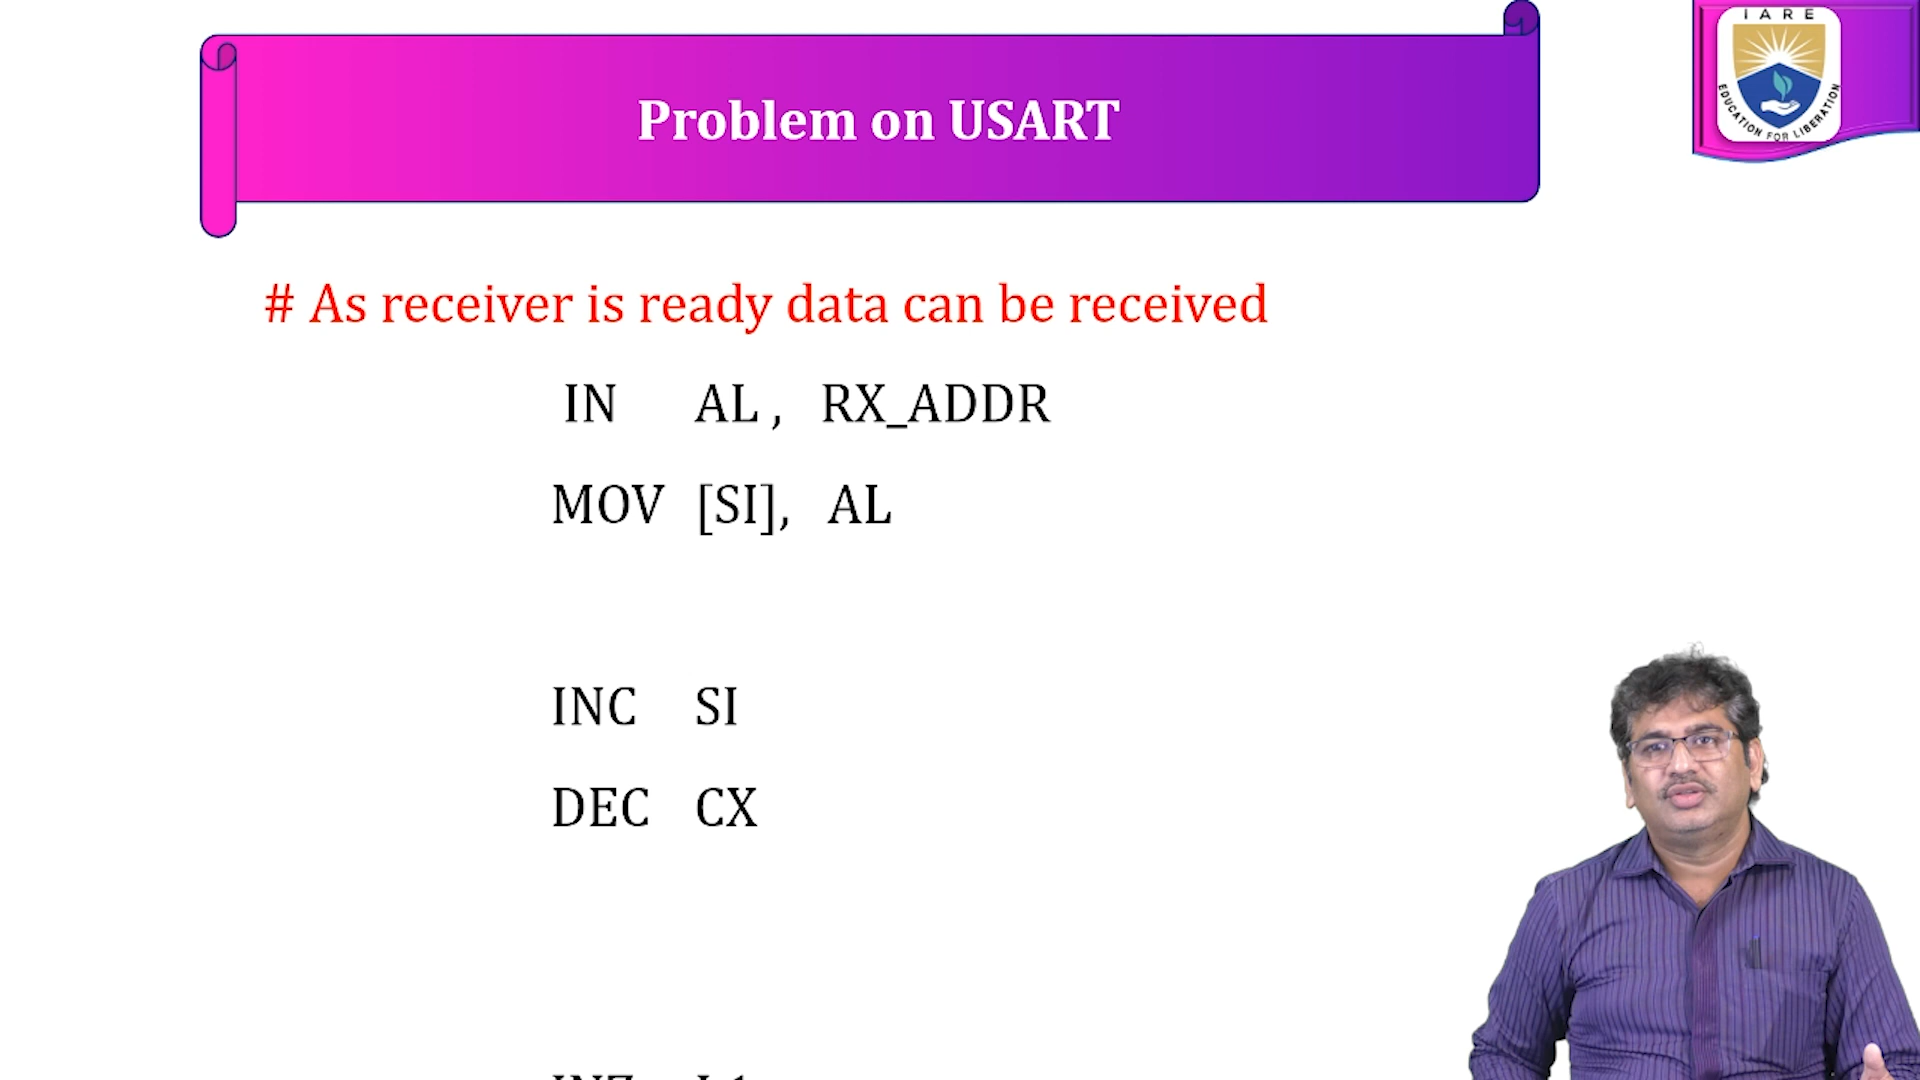 IARE
EDUCATION FOR LIBERATION
Problem on USART
# As receiver is ready data can be received
IN AL , RX_ADDR
MOV [SI], AL
INC SI
DEC CX